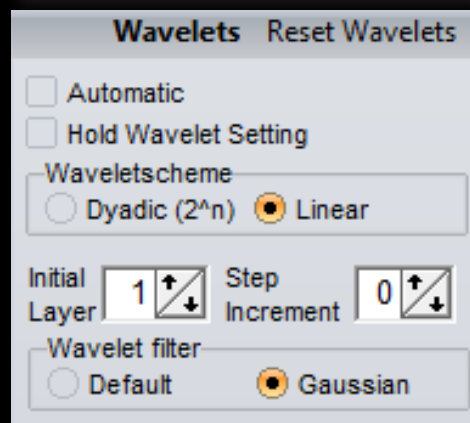 Wavelets Reset Wavelets
Automatic
Hold Wavelet Setting
Waveletscheme
Dyadic (2^n) Linear
Initial Layer 1 Step Increment 0
Wavelet filter
Default Gaussian